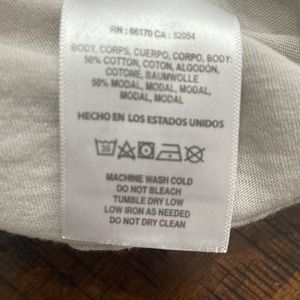 RN : 66170 CA : 32054
BODY, CORPS, CUERPO, CORPO, BODY:
50% COTTON, COTON, ALGODÓN,
COTONE, BAUMWOLLE
50% MODAL, MODAL, MODAL,
MODAL, MODAL
HECHO EN LOS ESTADOS UNIDOS
30
MACHINE WASH COLD
DO NOT BLEACH
TUMBLE DRY LOW
LOW IRON AS NEEDED
DO NOT DRY CLEAN